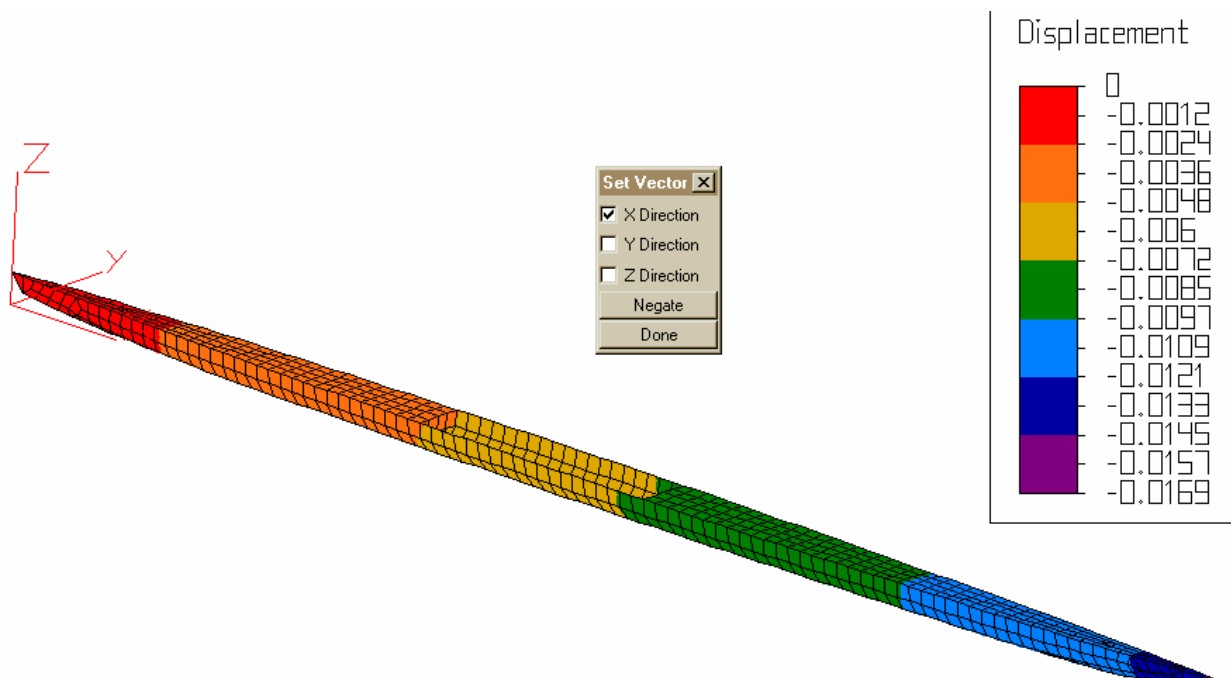 Displacement
0
-0.0012
-0.0024
-0.0036
-0.0048
-0.006
-0.0072
-0.0085
-0.0097
-0.0109
-0.0121
-0.0133
-0.0145
-0.0157
-0.0169
Z
Y
Set Vector
X Direction
Y Direction
Z Direction
Negate
Done